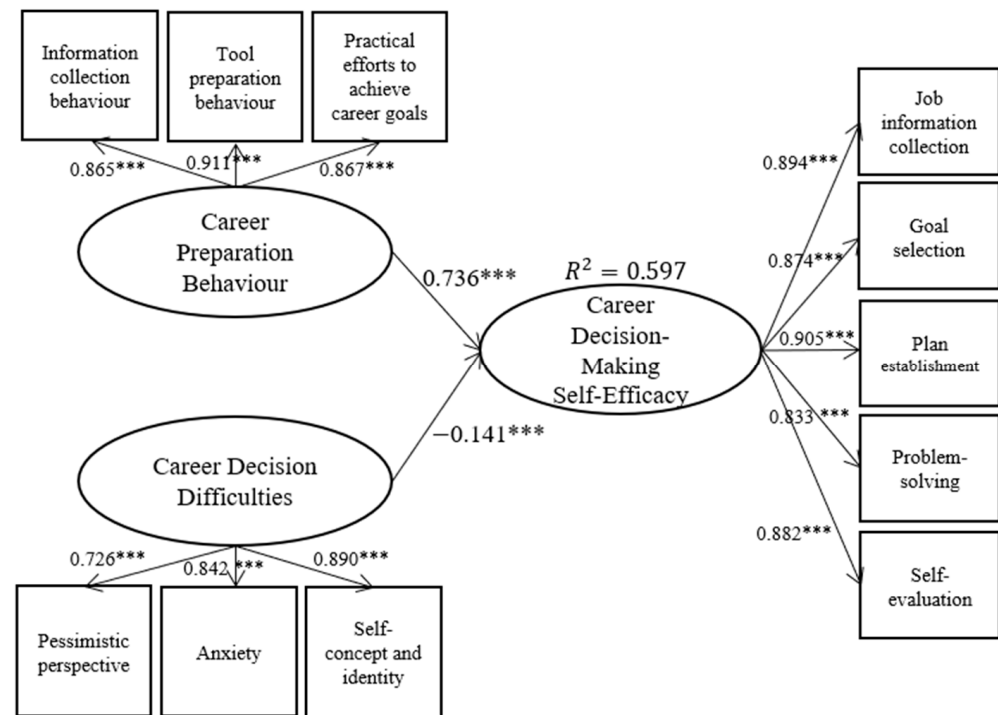 Information
collection
behaviour
Tool
preparation
behaviour
Practical
efforts to
achieve
career goals
0.865***
0.911***
0.867***
Career
Preparation
Behaviour
0.736***
R² = 0.597
Career
Decision-
Making
Self-Efficacy
−0.141***
Career Decision
Difficulties
0.726***
0.842 ***
0.890***
Pessimistic
perspective
Anxiety
Self-
concept and
identity
0.894***
0.874***
0.905***
0.833 ***
0.882***
Job
information
collection
Goal
selection
Plan
establishment
Problem-
solving
Self-
evaluation